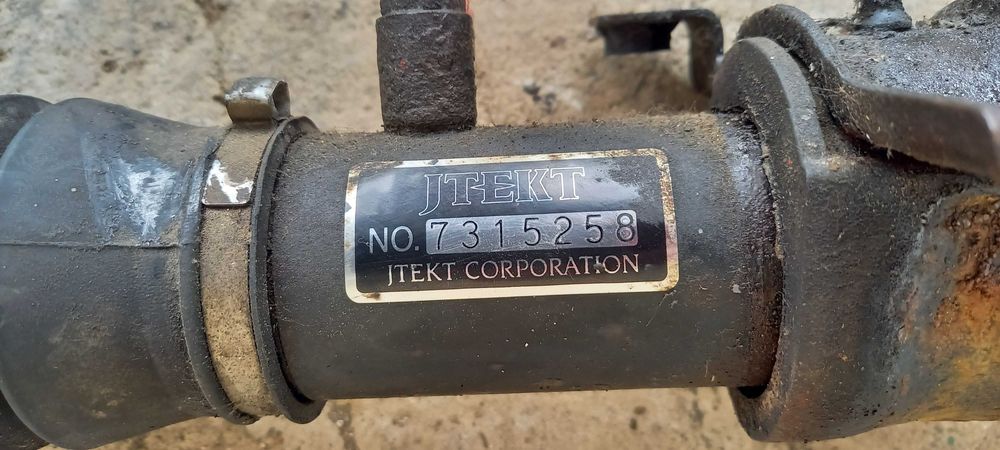 JTEKT
NO. 7315258
JTEKT CORPORATION